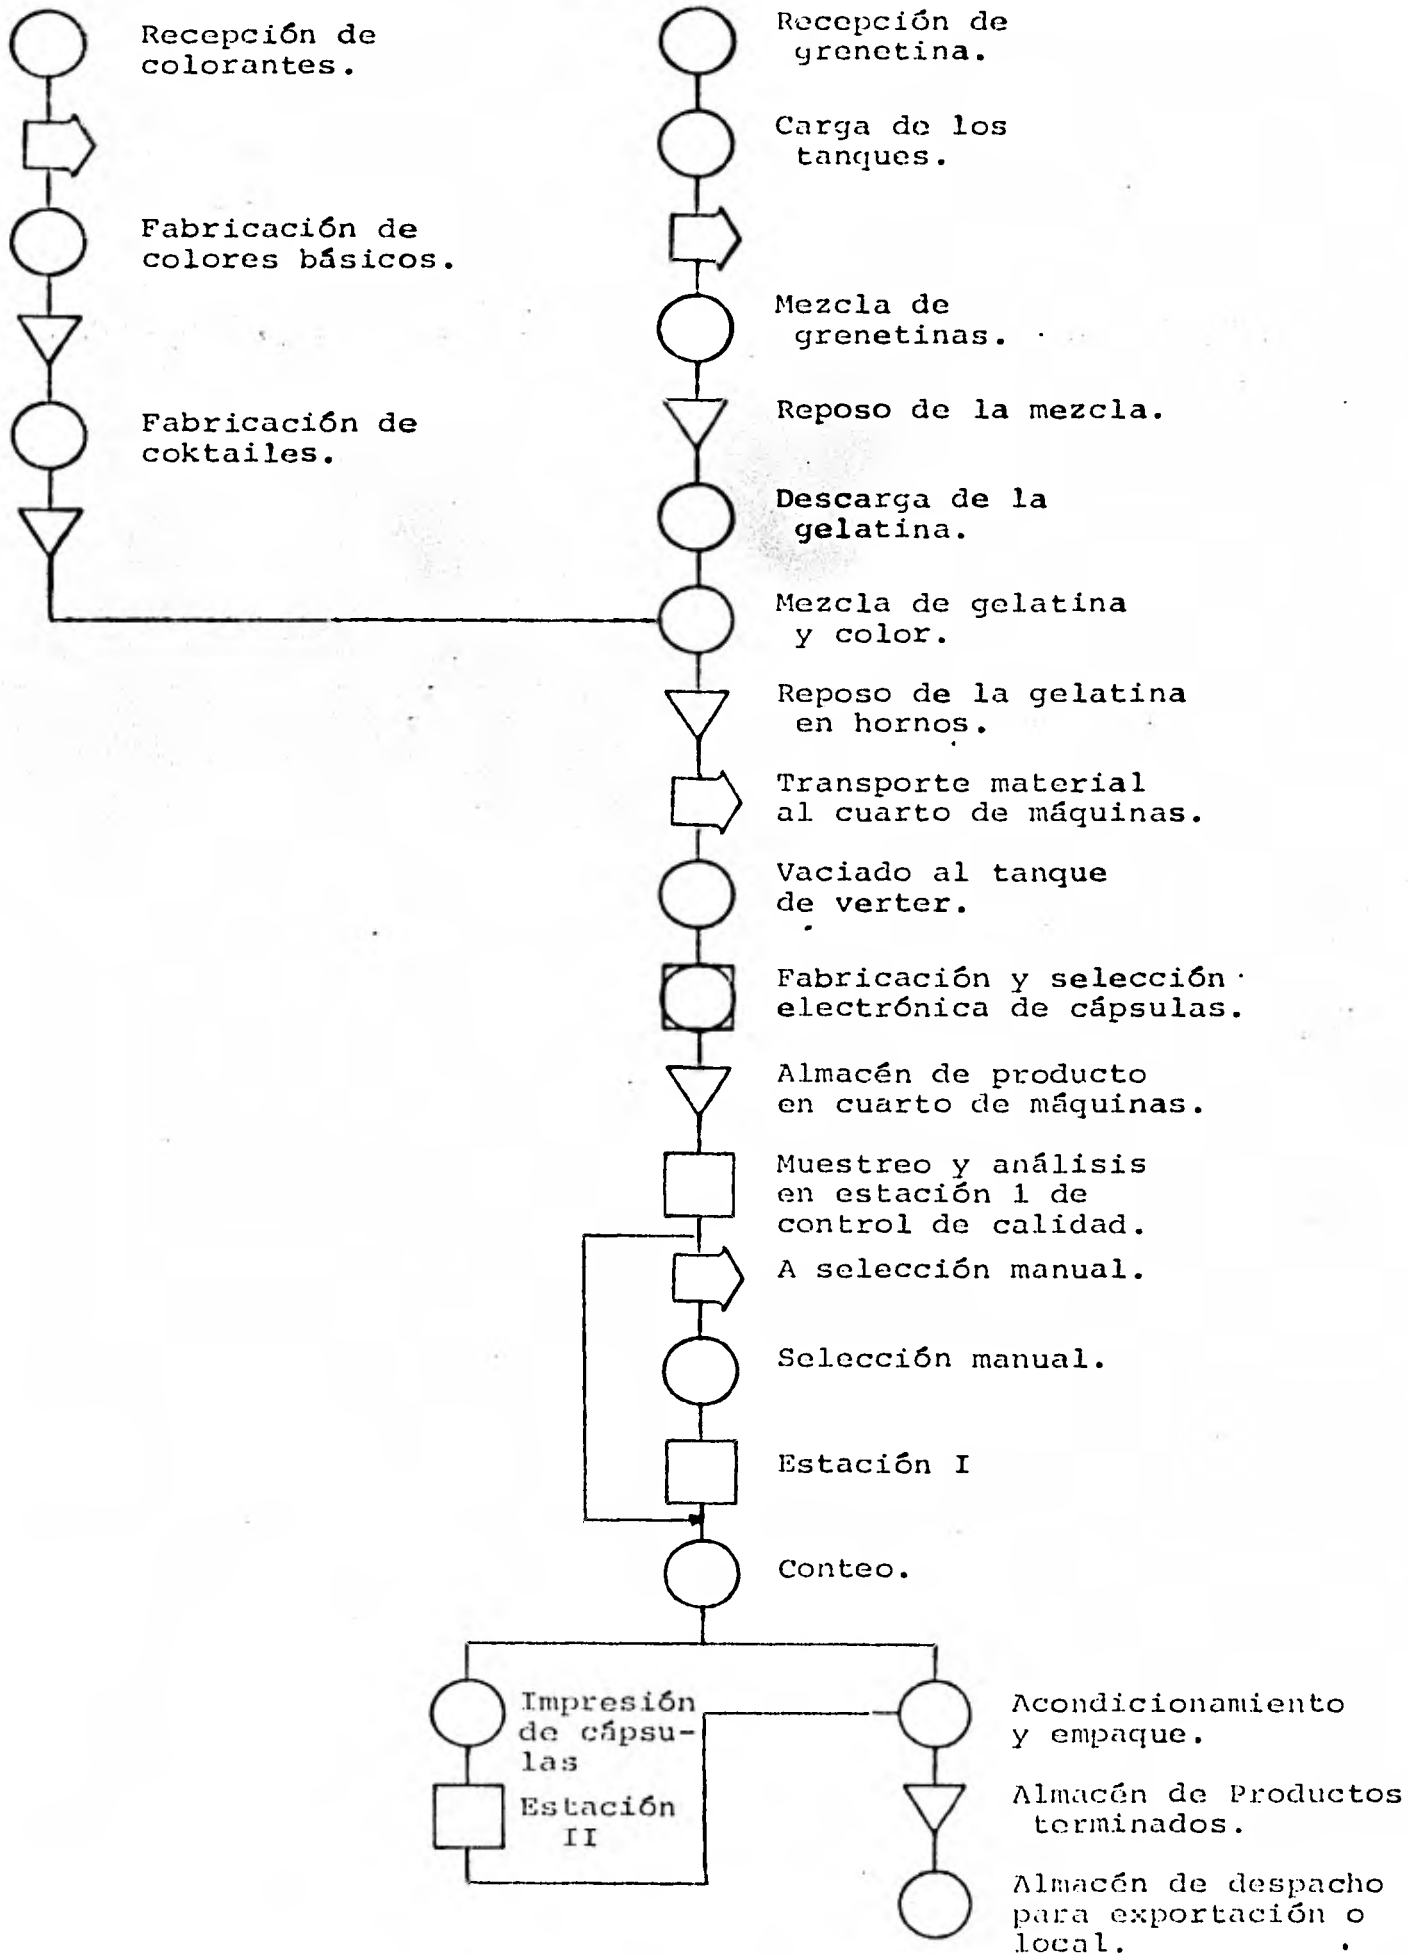 Recepción de
colorantes.
Fabricación de
colores básicos.
Fabricación de
coktailes.
Recepción de
grenetina.
Carga de los
tanques.
Mezcla de
grenetinas.
Reposo de la mezcla.
Descarga de la
gelatina.
Mezcla de gelatina
y color.
Reposo de la gelatina
en hornos.
Transporte material
al cuarto de máquinas.
Vaciado al tanque
de verter.
Fabricación y selección
electrónica de cápsulas.
Almacén de producto
en cuarto de máquinas.
Muestreo y análisis
en estación 1 de
control de calidad.
A selección manual.
Selección manual.
Estación I
Conteo.
Impresión
de cápsu-
las
Estación
II
Acondicionamiento
y empaque.
Almacén de Productos
terminados.
Almacén de despacho
para exportación o
local.